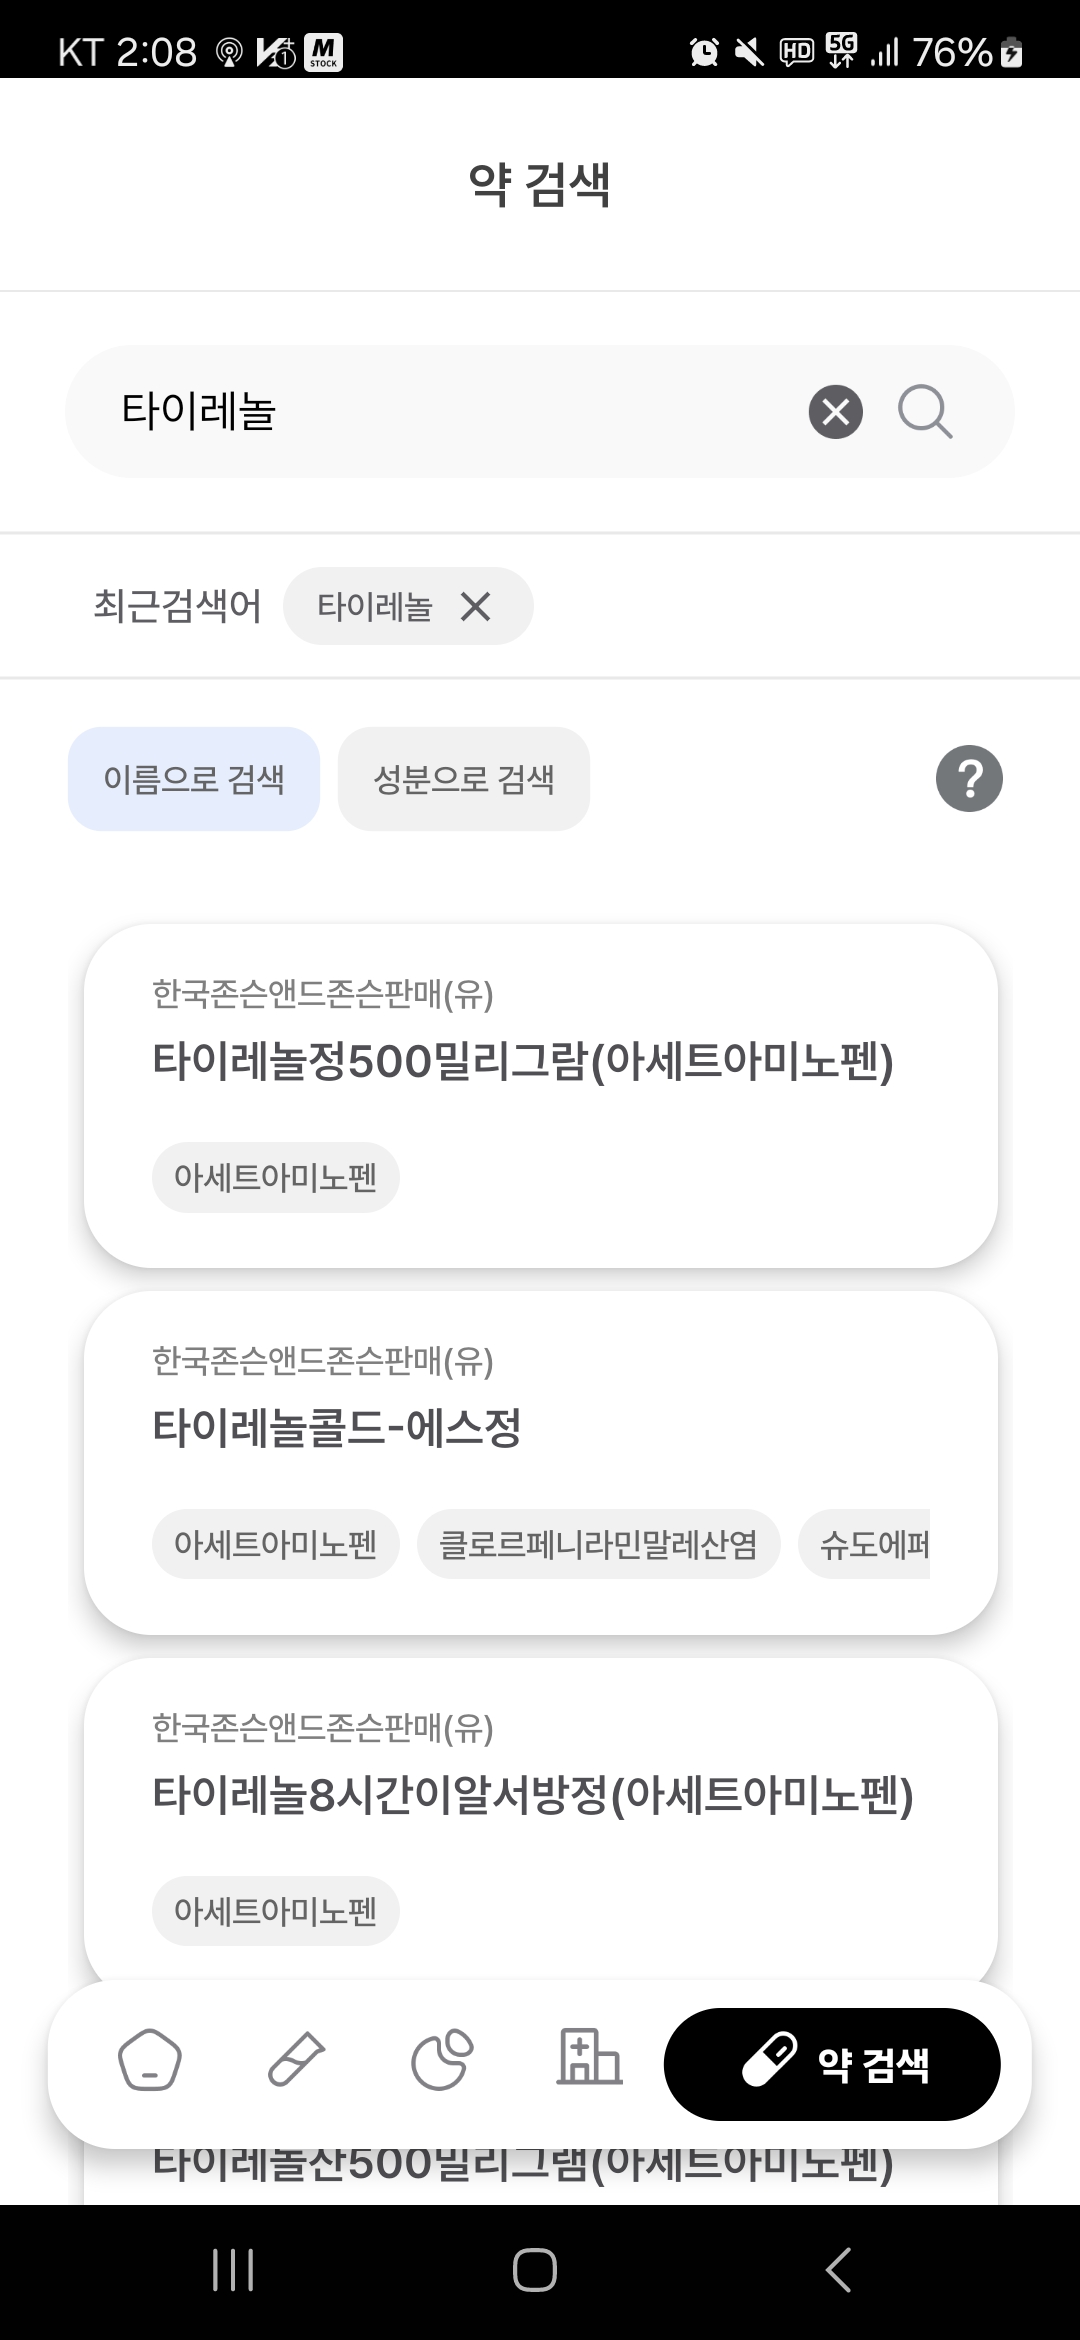 KT 2:08 M STOCK HD 5G 76%
약 검색
타이레놀
최근검색어 타이레놀
이름으로 검색 성분으로 검색 ?
한국존슨앤드존슨판매(유)
타이레놀정500밀리그람(아세트아미노펜)
아세트아미노펜
한국존슨앤드존슨판매(유)
타이레놀콜드-에스정
아세트아미노펜 클로르페니라민말레산염 슈도에페
한국존슨앤드존슨판매(유)
타이레놀8시간이알서방정(아세트아미노펜)
아세트아미노펜
약 검색
타이레놀산500밀리그램(아세트아미노펜)